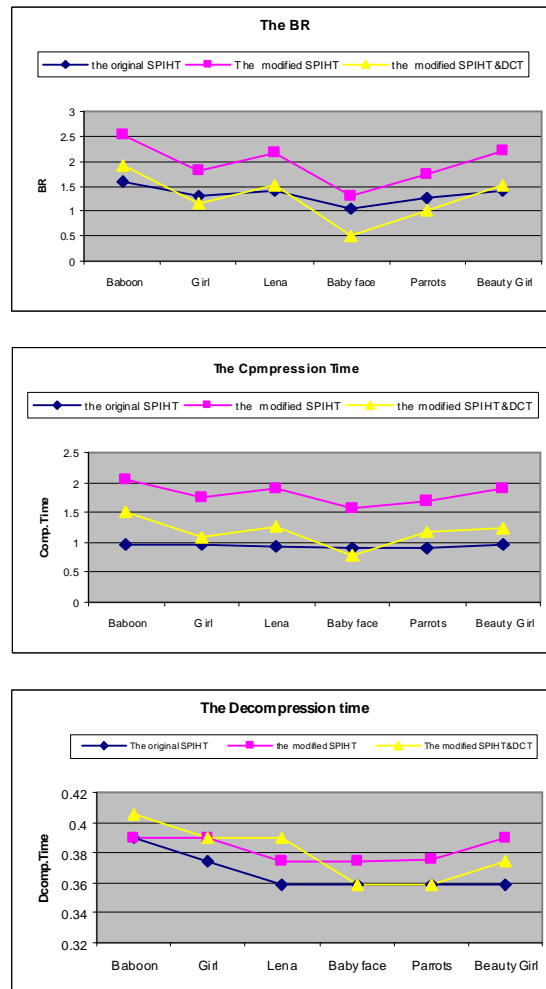 The BR
the original SPIHT The modified SPIHT the modified SPIHT&DCT
3
2.5
2
1.5
1
0.5
0
BR
Baboon Girl Lena Baby face Parrots Beauty Girl
The Cpmpression Time
the original SPIHT the modified SPIHT the modified SPIHT&DCT
2.5
2
1.5
1
0.5
0
Comp.Time
Baboon Girl Lena Baby face Parrots Beauty Girl
The Decompression time
The original SPIHT the modified SPIHT The modified SPIHT&DCT
0.42
0.4
0.38
0.36
0.34
0.32
Dcomp.Time
Baboon Girl Lena Baby face Parrots Beauty Girl